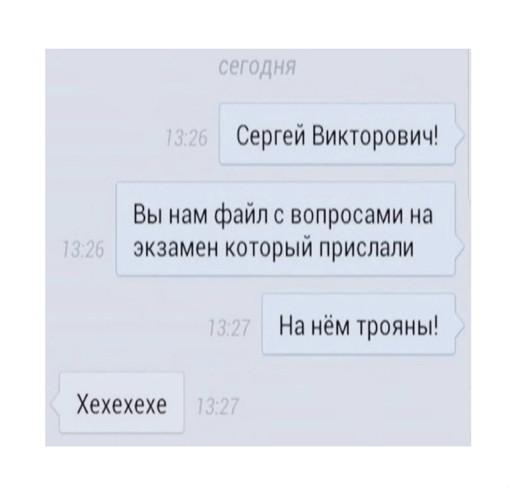 сегодня
13:26 Сергей Викторович!
Вы нам файл с вопросами на
13:26 экзамен который прислали
13:27 На нём трояны!
Хехехехе 13:27